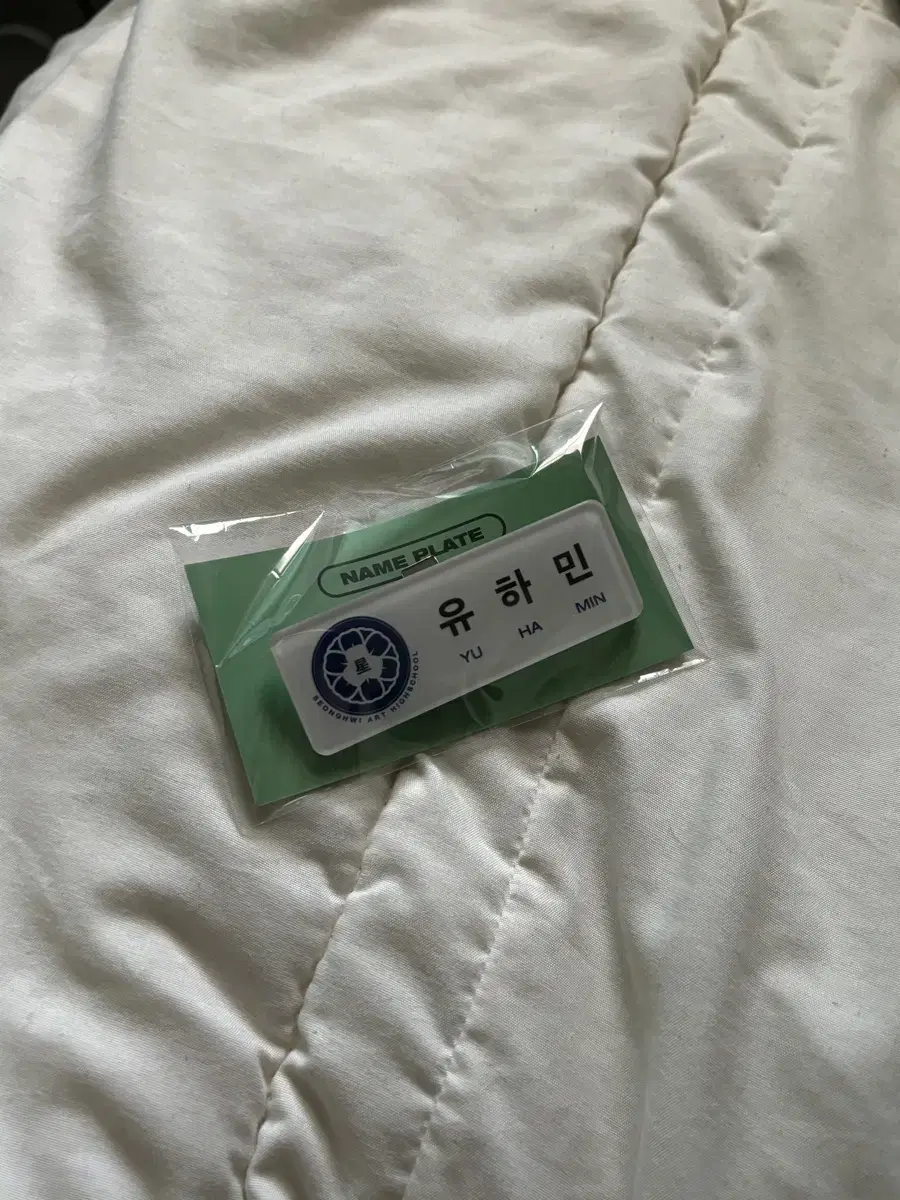 NAME PLATE
유하민
YU HA MIN
星
SEONGHWI ART HIGHSCHOOL